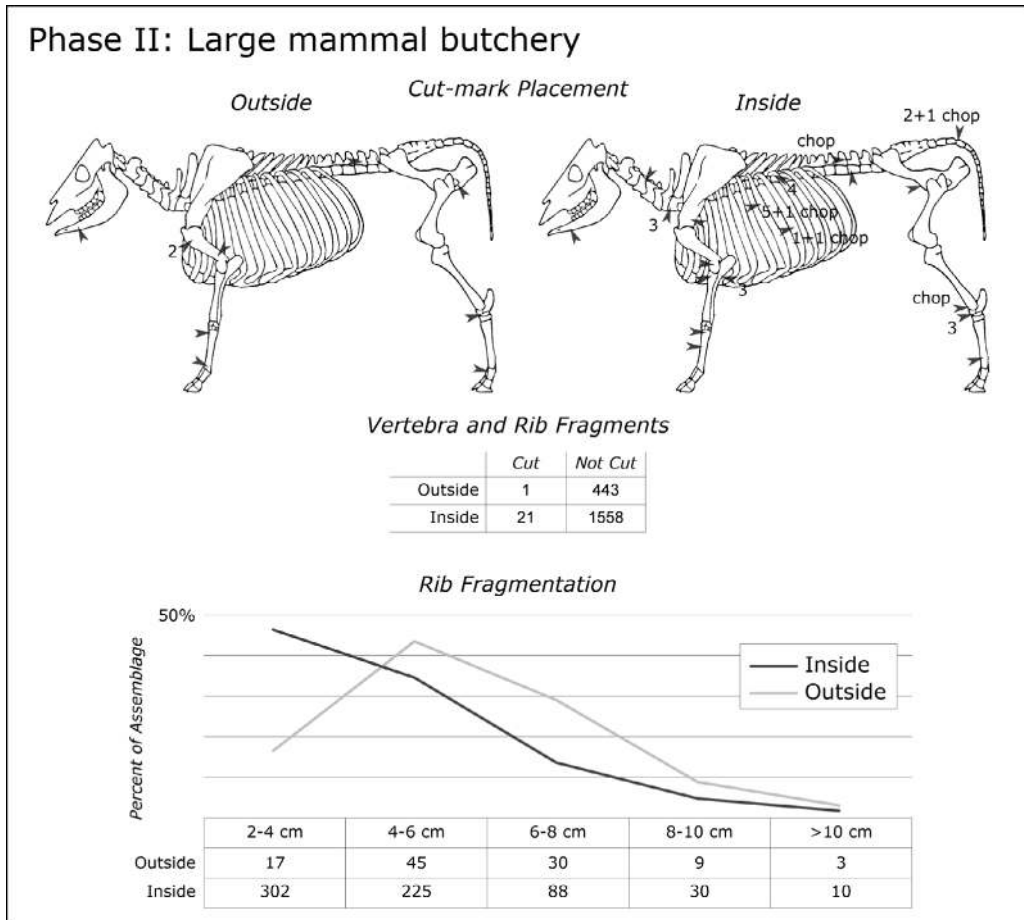 Phase II: Large mammal butchery
Cut-mark Placement
Outside
Inside
2
2+1 chop
chop
4
5+1 chop
3
1+1 chop
3
chop
3
Vertebra and Rib Fragments
Cut Not Cut
Outside 1 443
Inside 21 1558
Rib Fragmentation
50%
Percent of Assemblage
Inside
Outside
2-4 cm 4-6 cm 6-8 cm 8-10 cm >10 cm
Outside 17 45 30 9 3
Inside 302 225 88 30 10